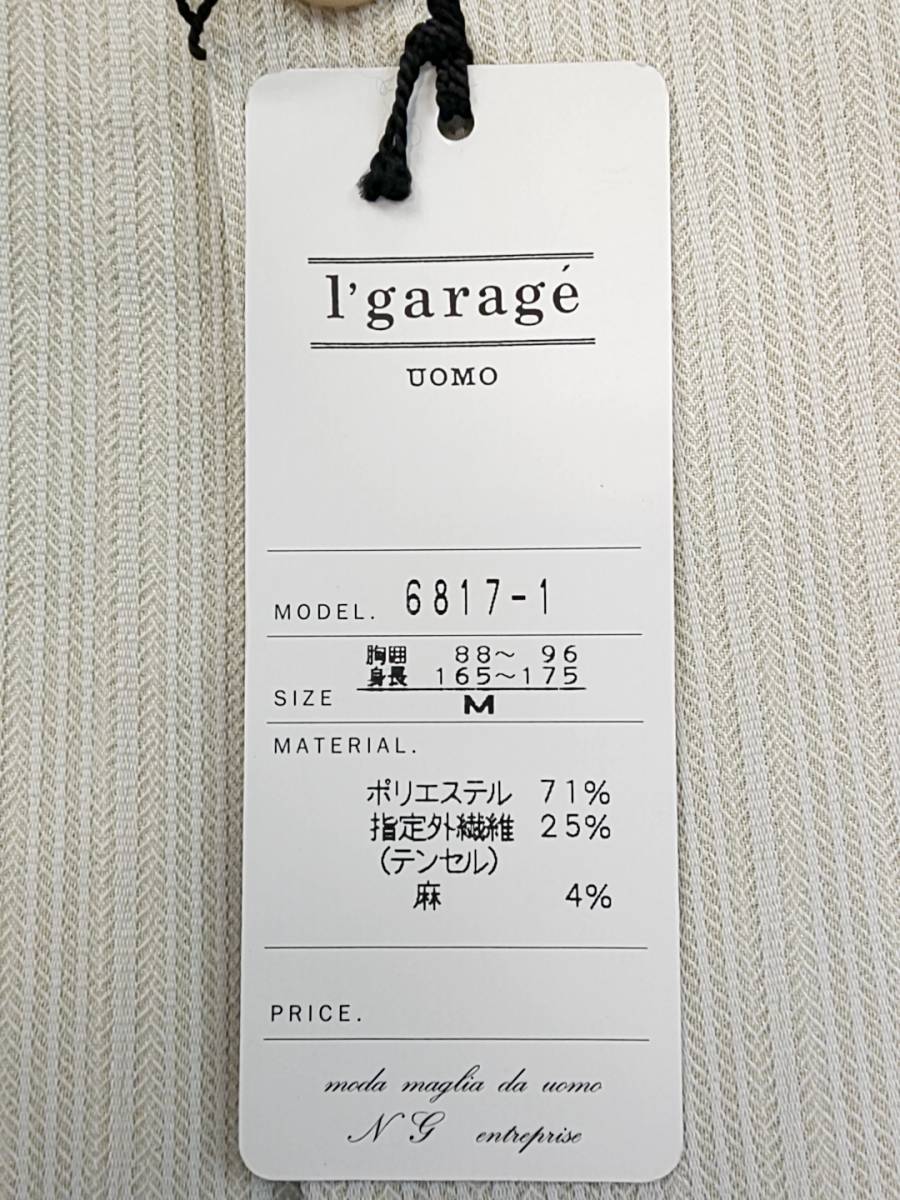 l'garagé
UOMO
MODEL. 6817-1
胸囲 88～ 96
身長 165～175
SIZE M
MATERIAL.
ポリエステル 71%
指定外繊維 25%
(テンセル)
麻 4%
PRICE.
moda maglia da uomo
NG entreprise